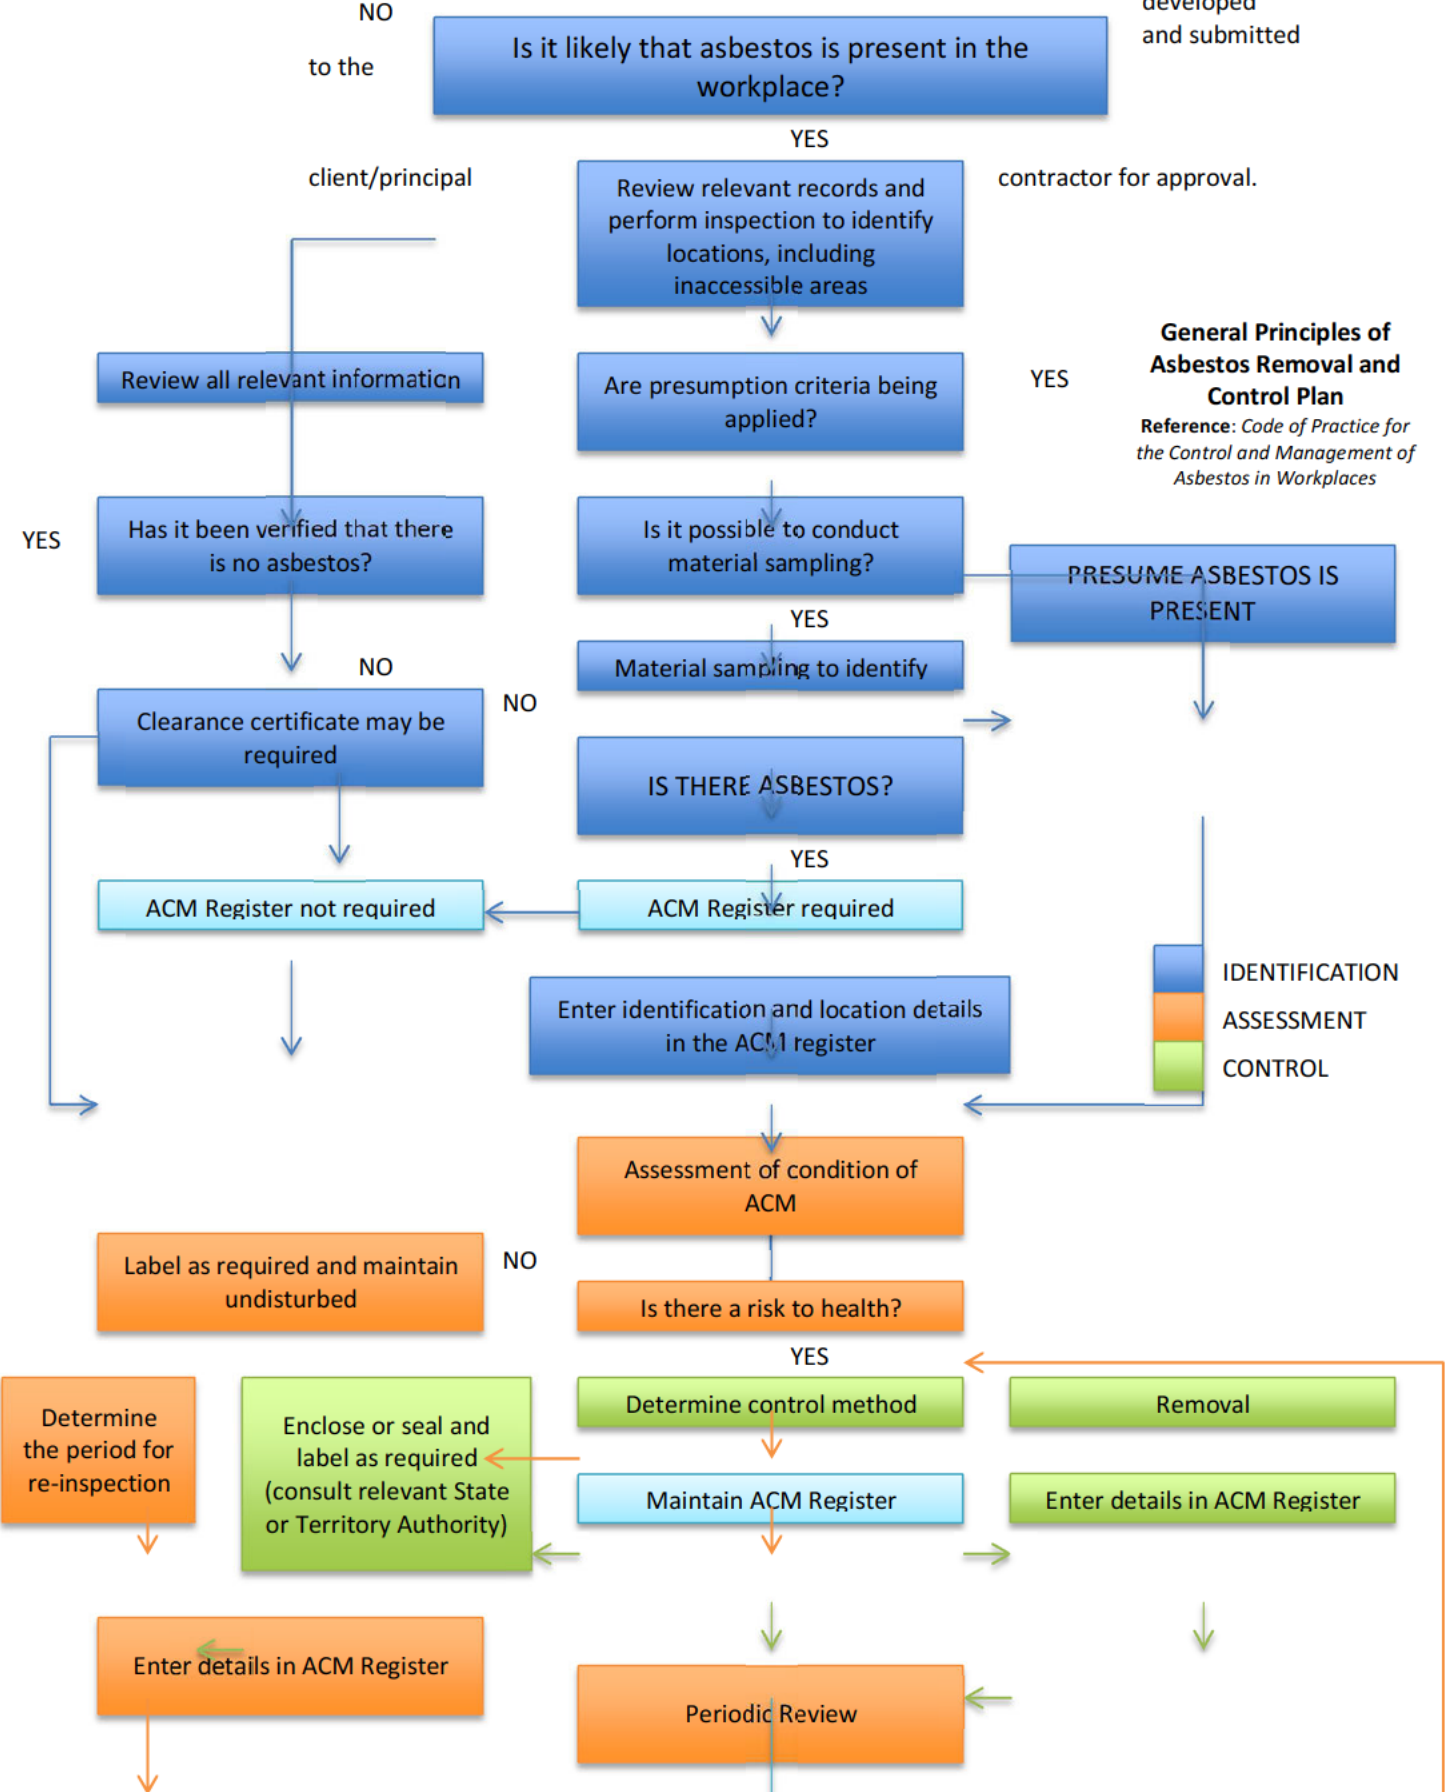 NO
developed
and submitted
Is it likely that asbestos is present in the
workplace?
to the
YES
client/principal
contractor for approval.
Review relevant records and
perform inspection to identify
locations, including
inaccessible areas
General Principles of
Asbestos Removal and
Control Plan
Reference: Code of Practice for
the Control and Management of
Asbestos in Workplaces
Review all relevant information
Are presumption criteria being
applied?
YES
YES
Has it been verified that there
is no asbestos?
Is it possible to conduct
material sampling?
PRESUME ASBESTOS IS
PRESENT
YES
NO
Material sampling to identify
NO
Clearance certificate may be
required
IS THERE ASBESTOS?
YES
ACM Register not required
ACM Register required
IDENTIFICATION
ASSESSMENT
CONTROL
Enter identification and location details
in the ACM register
Assessment of condition of
ACM
Label as required and maintain
undisturbed
NO
Is there a risk to health?
YES
Determine
the period for
re-inspection
Enclose or seal and
label as required
(consult relevant State
or Territory Authority)
Determine control method
Removal
Maintain ACM Register
Enter details in ACM Register
Enter details in ACM Register
Periodic Review